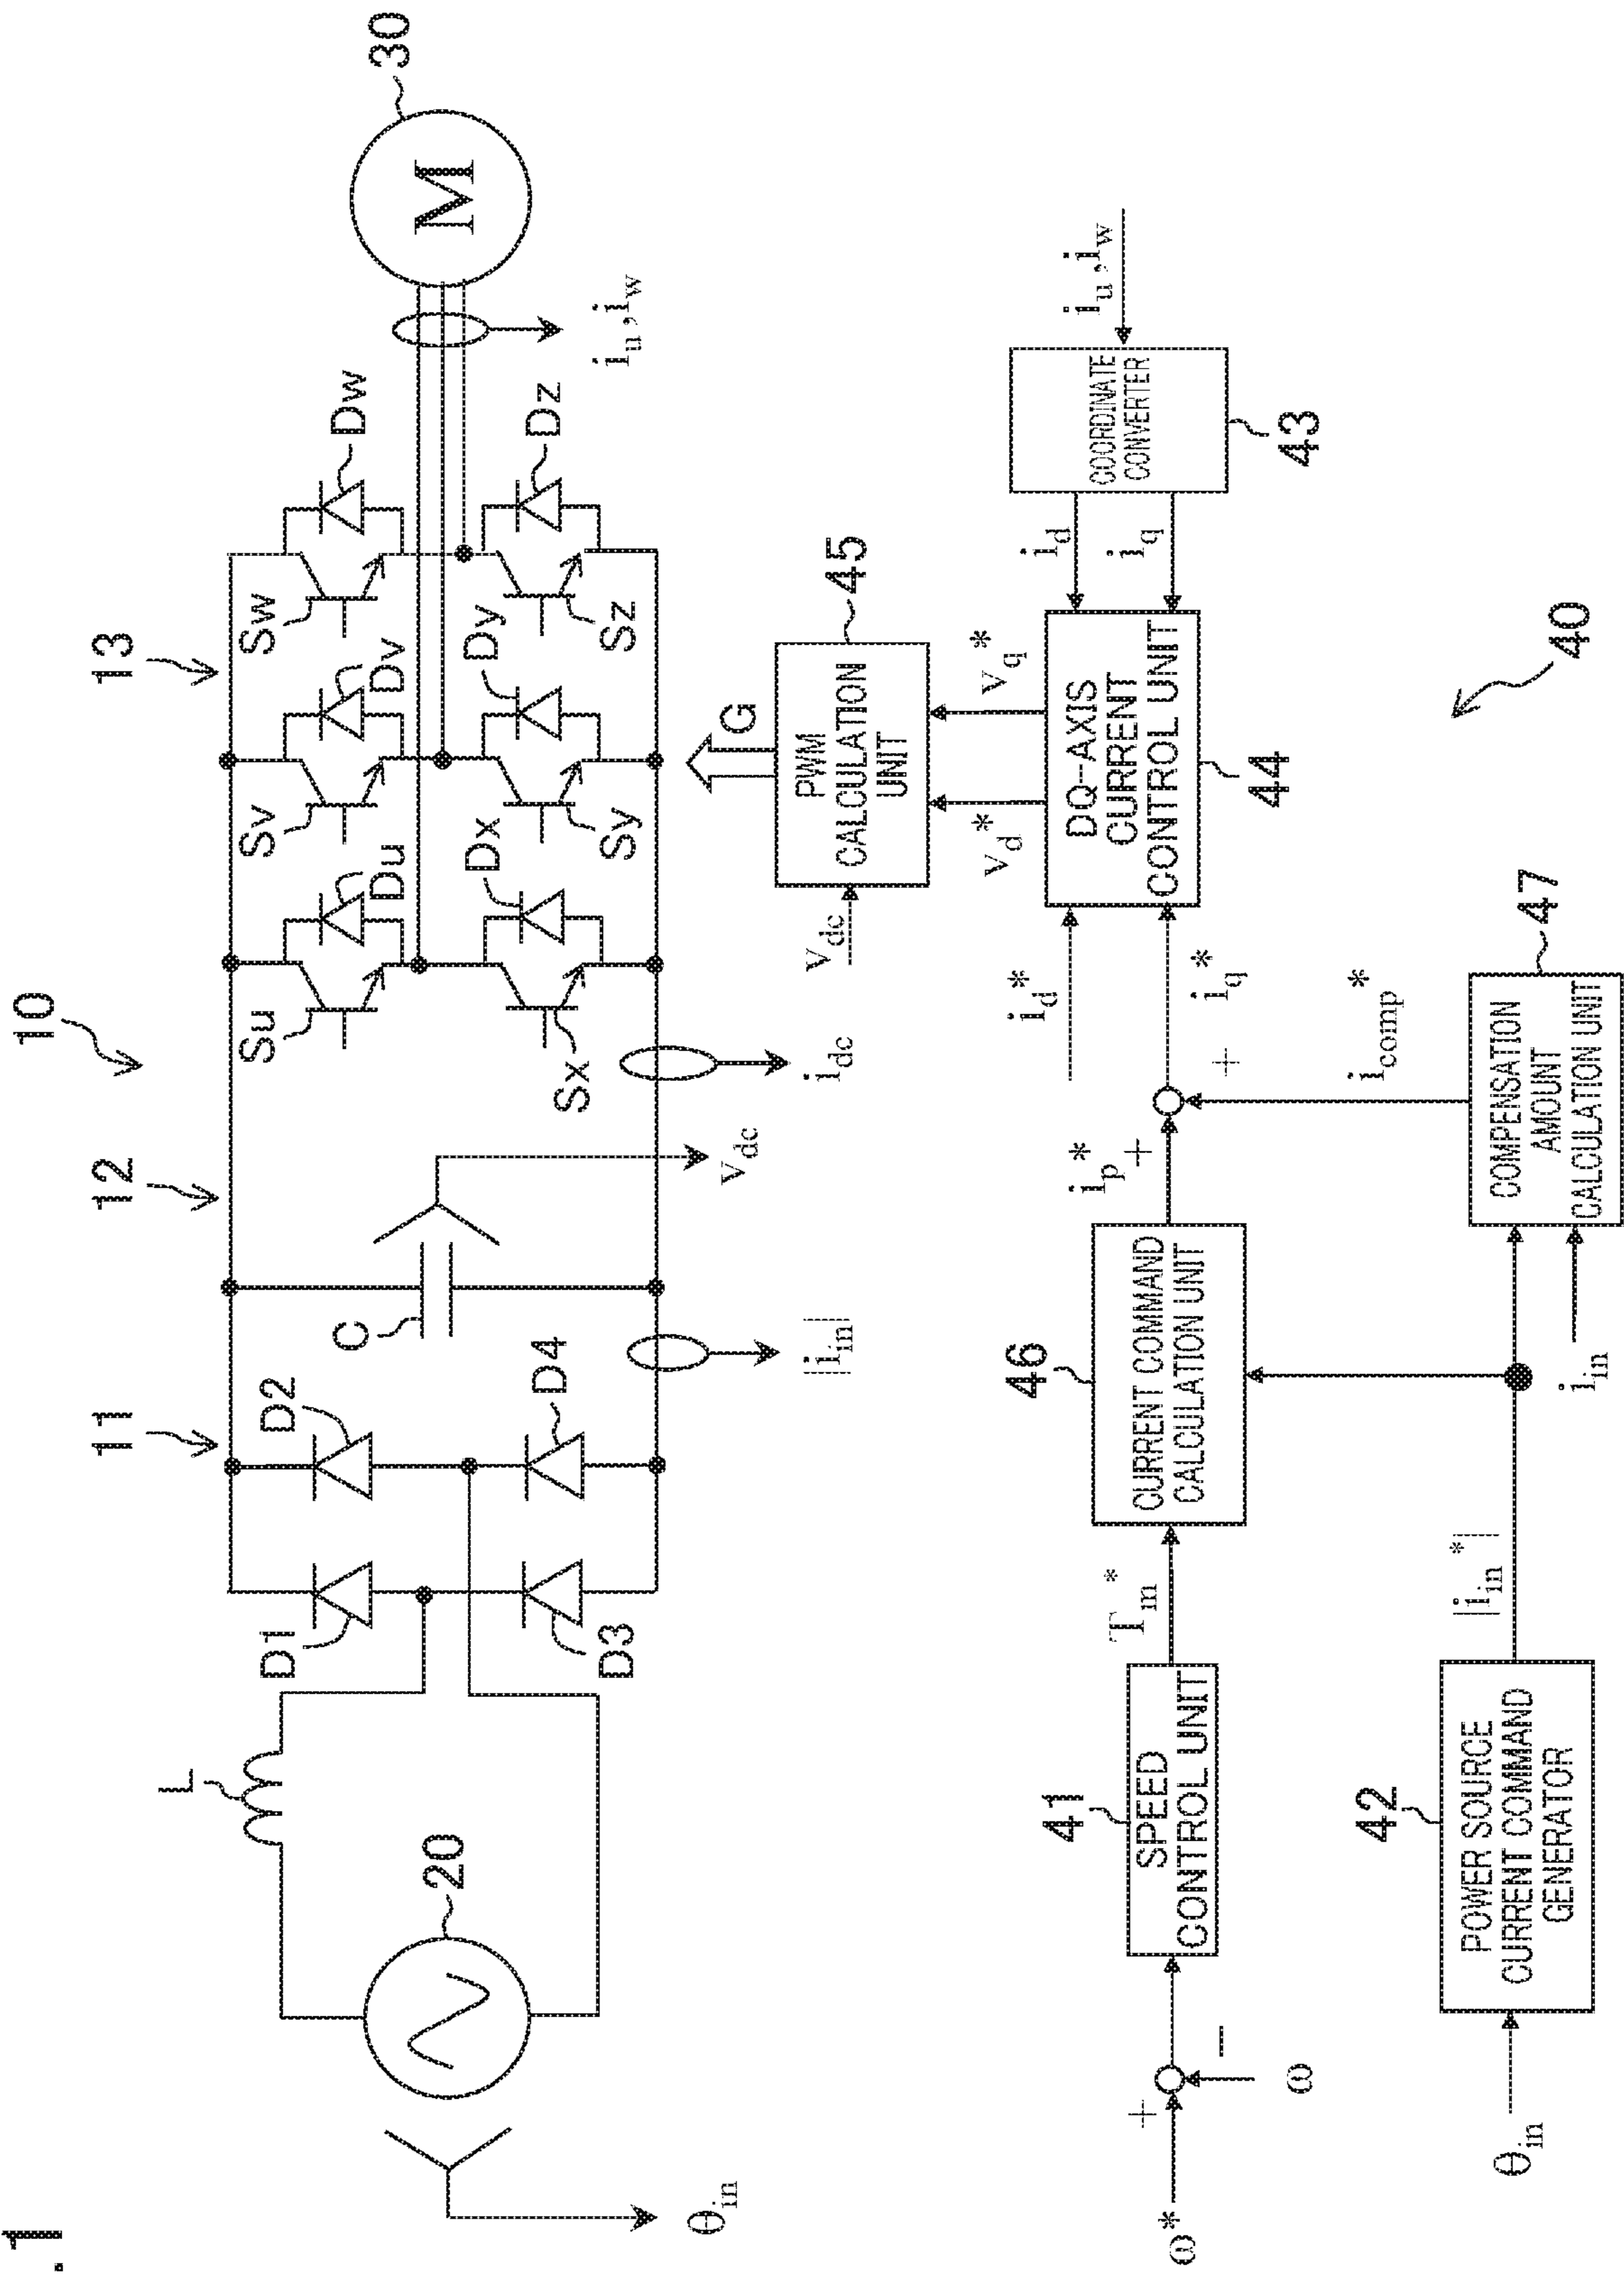 .1
10
11
12
13
L
20
θin
D1
D2
D3
D4
C
|iin|
vdc
idc
Su
Du
Sv
Dv
Sw
Dw
Sx
Dx
Sy
Dy
Sz
Dz
M
30
iu,iw
G
45
PWM
CALCULATION
UNIT
vdc
vd*
vq*
ω*
+
−
ω
41
SPEED
CONTROL UNIT
Tm*
46
CURRENT COMMAND
CALCULATION UNIT
ip*
+
+
iq*
id*
DQ-AXIS
CURRENT
CONTROL UNIT
44
id
iq
COORDINATE
CONVERTER
43
iu,iw
θin
42
POWER SOURCE
CURRENT COMMAND
GENERATOR
|iin*|
iin
COMPENSATION
AMOUNT
CALCULATION UNIT
47
icomp*
40